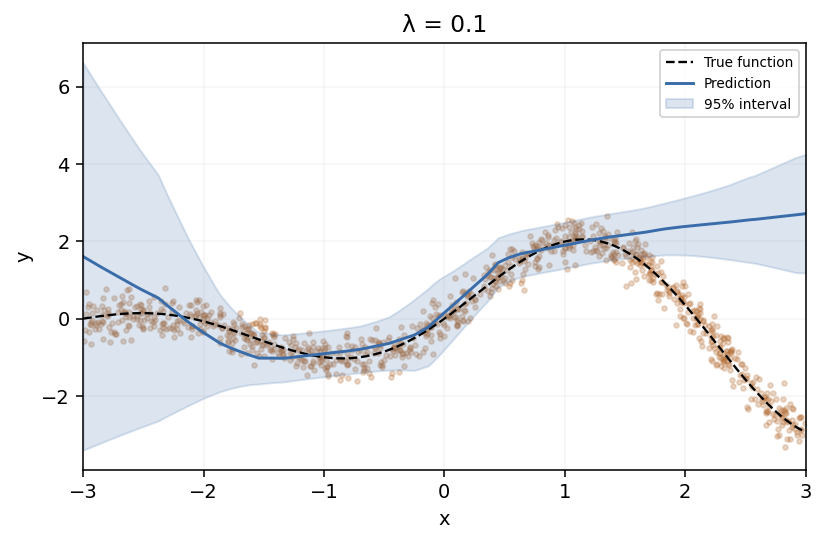 λ = 0.1
True function
Prediction
95% interval
y
6
4
2
0
−2
−3
−2
−1
0
1
2
3
x